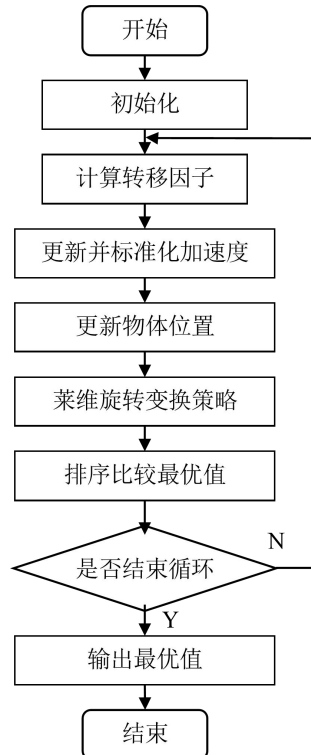 开始
初始化
计算转移因子
更新并标准化加速度
更新物体位置
莱维旋转变换策略
排序比较最优值
是否结束循环
N
Y
输出最优值
结束